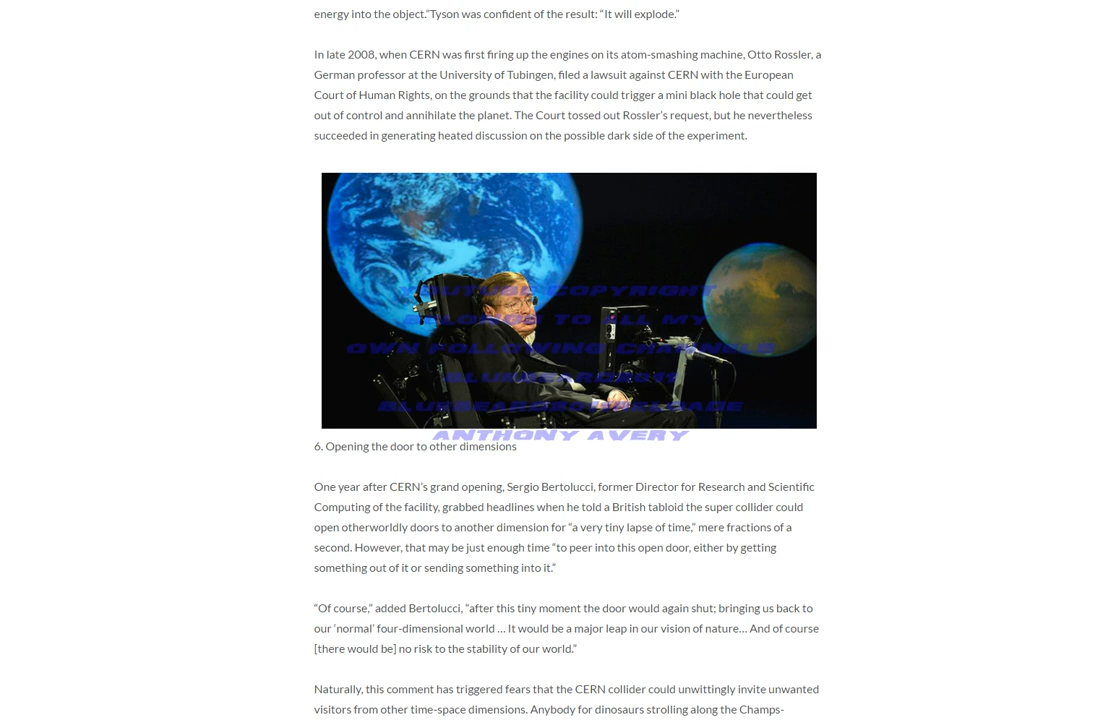 energy into the object.”Tyson was confident of the result: “It will explode.”
In late 2008, when CERN was first firing up the engines on its atom-smashing machine, Otto Rossler, a
German professor at the University of Tubingen, filed a lawsuit against CERN with the European
Court of Human Rights, on the grounds that the facility could trigger a mini black hole that could get
out of control and annihilate the planet. The Court tossed out Rossler’s request, but he nevertheless
succeeded in generating heated discussion on the possible dark side of the experiment.
COPYRIGHT
TO ALL MY
OWN FOLLOWING CHANNELS
ANTHONY AVERY
6. Opening the door to other dimensions
One year after CERN’s grand opening, Sergio Bertolucci, former Director for Research and Scientific
Computing of the facility, grabbed headlines when he told a British tabloid the super collider could
open otherworldly doors to another dimension for “a very tiny lapse of time,” mere fractions of a
second. However, that may be just enough time “to peer into this open door, either by getting
something out of it or sending something into it.”
“Of course,” added Bertolucci, “after this tiny moment the door would again shut; bringing us back to
our ‘normal’ four-dimensional world … It would be a major leap in our vision of nature… And of course
[there would be] no risk to the stability of our world.”
Naturally, this comment has triggered fears that the CERN collider could unwittingly invite unwanted
visitors from other time-space dimensions. Anybody for dinosaurs strolling along the Champs-